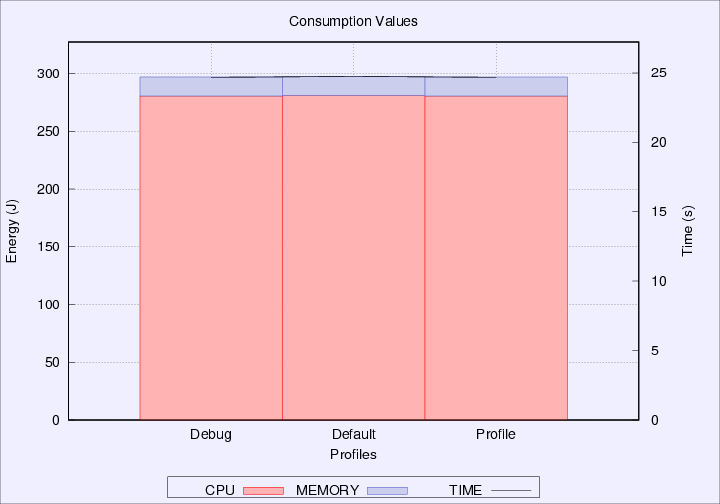 Consumption Values
300
250
200
150
100
50
0
Energy (J)
25
20
15
10
5
0
Time (s)
Debug Default Profile
Profiles
CPU MEMORY TIME